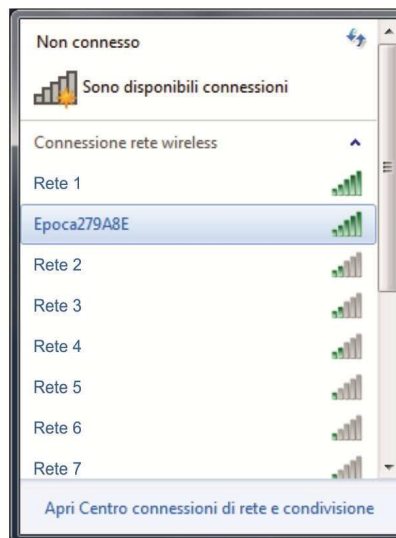 Non connesso
Sono disponibili connessioni
Connessione rete wireless
Rete 1
Epoca279A8E
Rete 2
Rete 3
Rete 4
Rete 5
Rete 6
Rete 7
Apri Centro connessioni di rete e condivisione